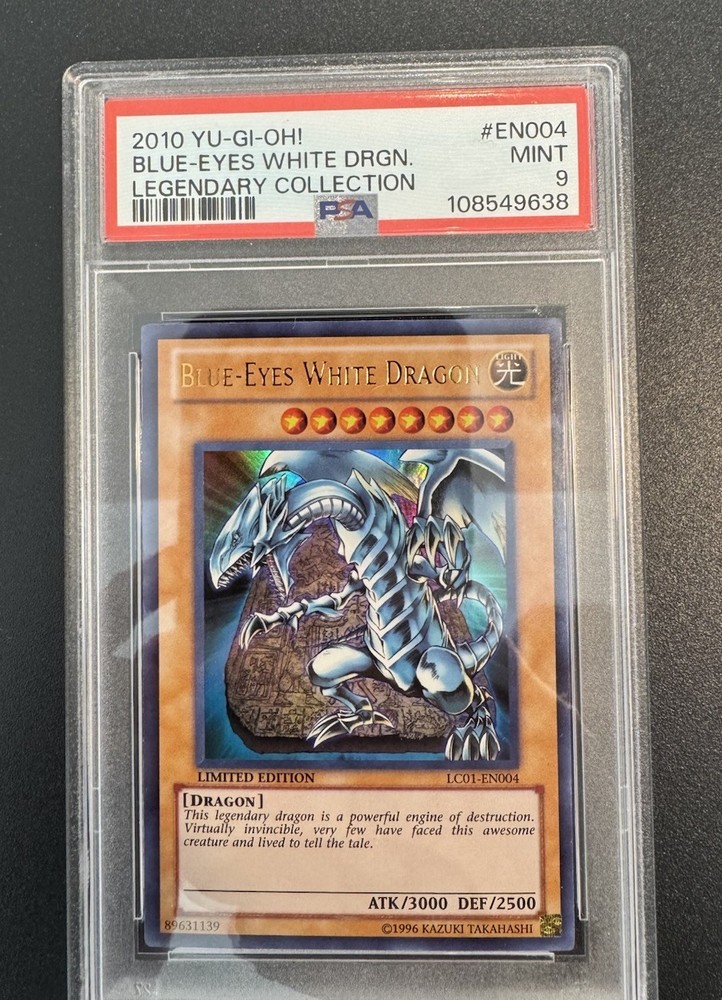 2010 YU-GI-OH! #EN004
BLUE-EYES WHITE DRGN. MINT
LEGENDARY COLLECTION 9
PSA 108549638
BLUE-EYES WHITE DRAGON
LIGHT
光
LIMITED EDITION LC01-EN004
[DRAGON]
This legendary dragon is a powerful engine of destruction.
Virtually invincible, very few have faced this awesome
creature and lived to tell the tale.
ATK/3000 DEF/2500
89631139 ©1996 KAZUKI TAKAHASHI